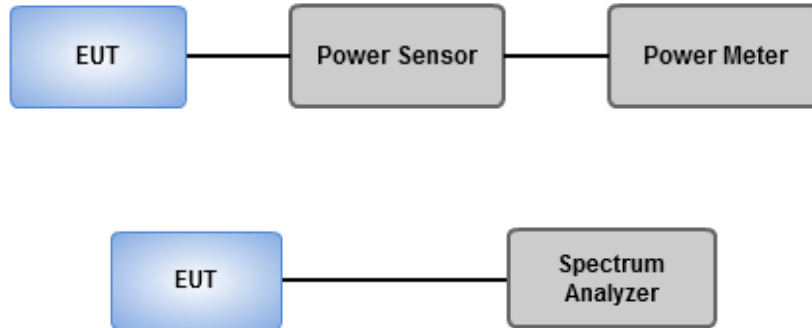 EUT
Power Sensor
Power Meter
EUT
Spectrum
Analyzer